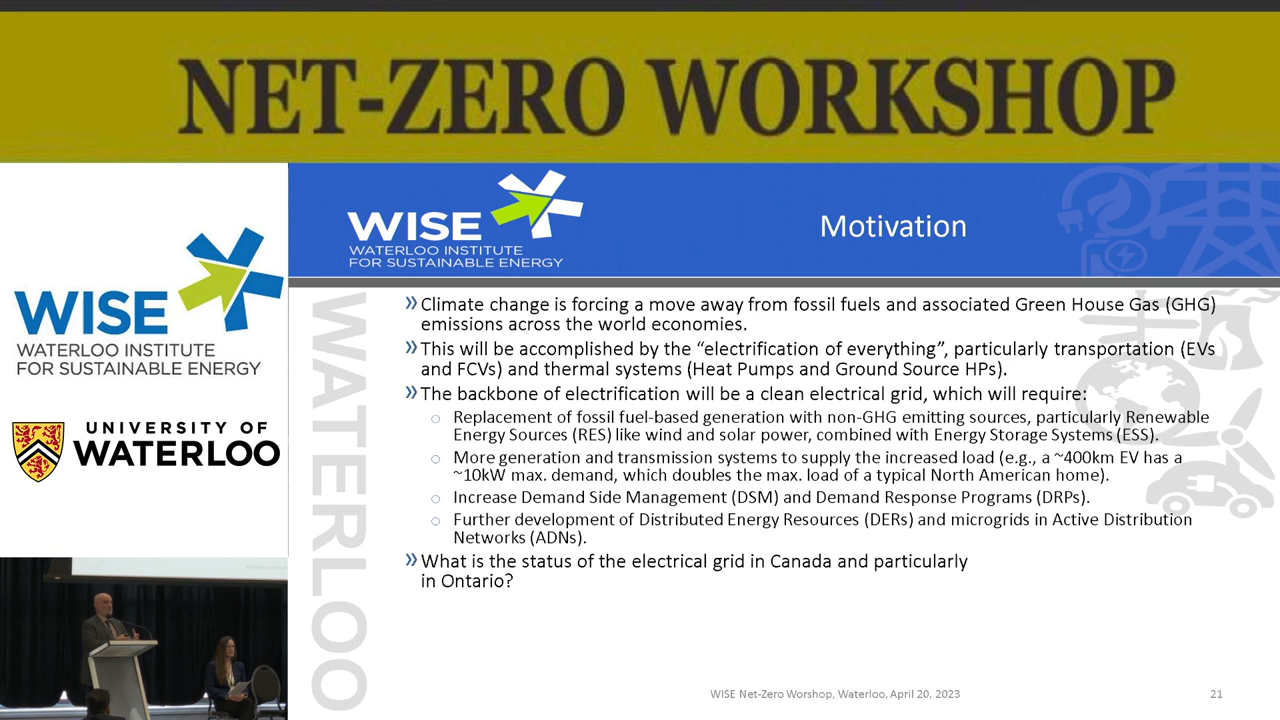 NET-ZERO WORKSHOP
WISE
WATERLOO INSTITUTE
FOR SUSTAINABLE ENERGY
UNIVERSITY OF
WATERLOO
WISE
WATERLOO INSTITUTE
FOR SUSTAINABLE ENERGY
Motivation
WATERLOO
» Climate change is forcing a move away from fossil fuels and associated Green House Gas (GHG)
emissions across the world economies.
» This will be accomplished by the “electrification of everything”, particularly transportation (EVs
and FCVs) and thermal systems (Heat Pumps and Ground Source HPs).
» The backbone of electrification will be a clean electrical grid, which will require:
○ Replacement of fossil fuel-based generation with non-GHG emitting sources, particularly Renewable
Energy Sources (RES) like wind and solar power, combined with Energy Storage Systems (ESS).
○ More generation and transmission systems to supply the increased load (e.g., a ~400km EV has a
~10kW max. demand, which doubles the max. load of a typical North American home).
○ Increase Demand Side Management (DSM) and Demand Response Programs (DRPs).
○ Further development of Distributed Energy Resources (DERs) and microgrids in Active Distribution
Networks (ADNs).
» What is the status of the electrical grid in Canada and particularly
in Ontario?
WISE Net-Zero Worshop, Waterloo, April 20, 2023
21